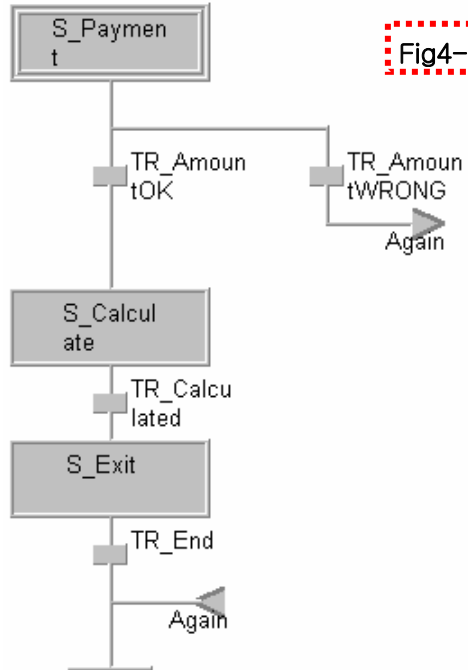 S_Paymen
t
Fig4-
TR_Amoun
tOK
TR_Amoun
tWRONG
Again
S_Calcul
ate
TR_Calcu
lated
S_Exit
TR_End
Again